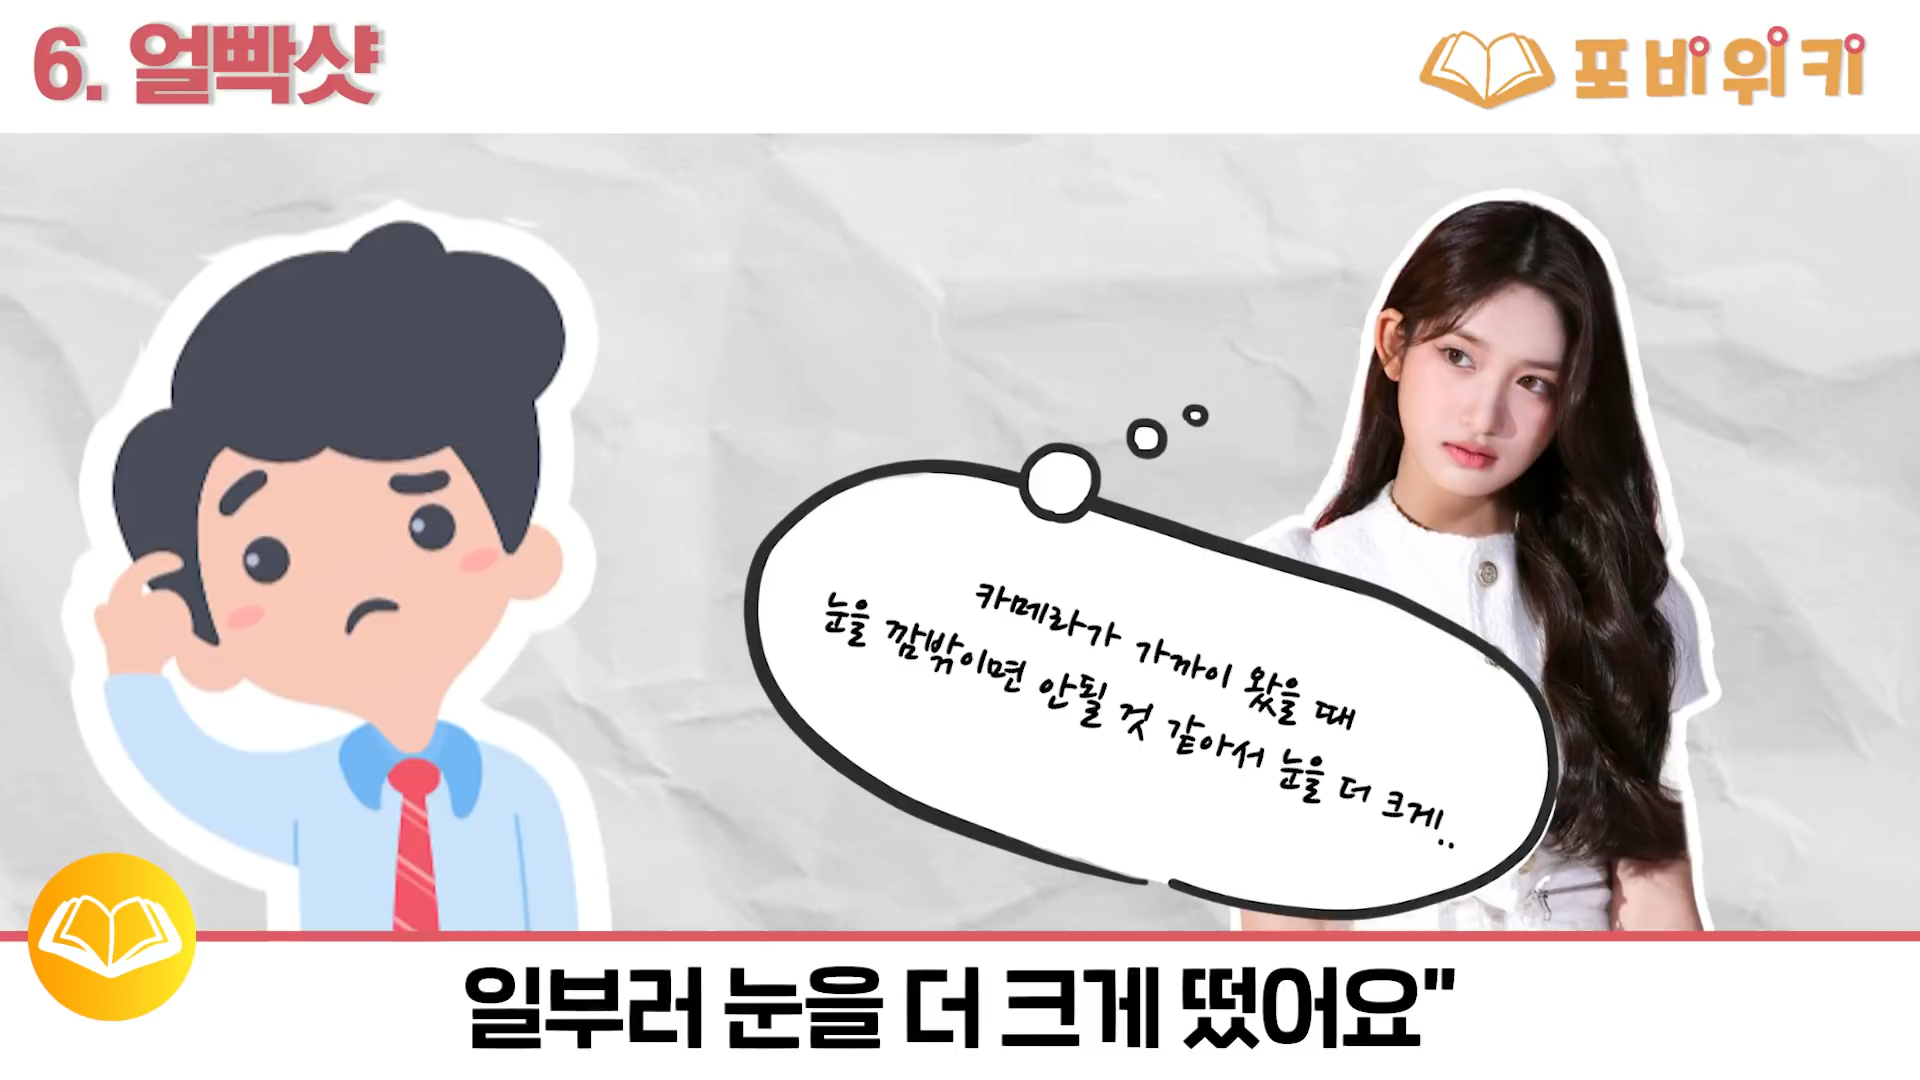 6. 얼빡샷
포비위키
카메라가 가까이 왔을 때
눈을 깜밖이면 안될 것 같아서 눈을 더 크게!..
일부러 눈을 더 크게 떴어요"